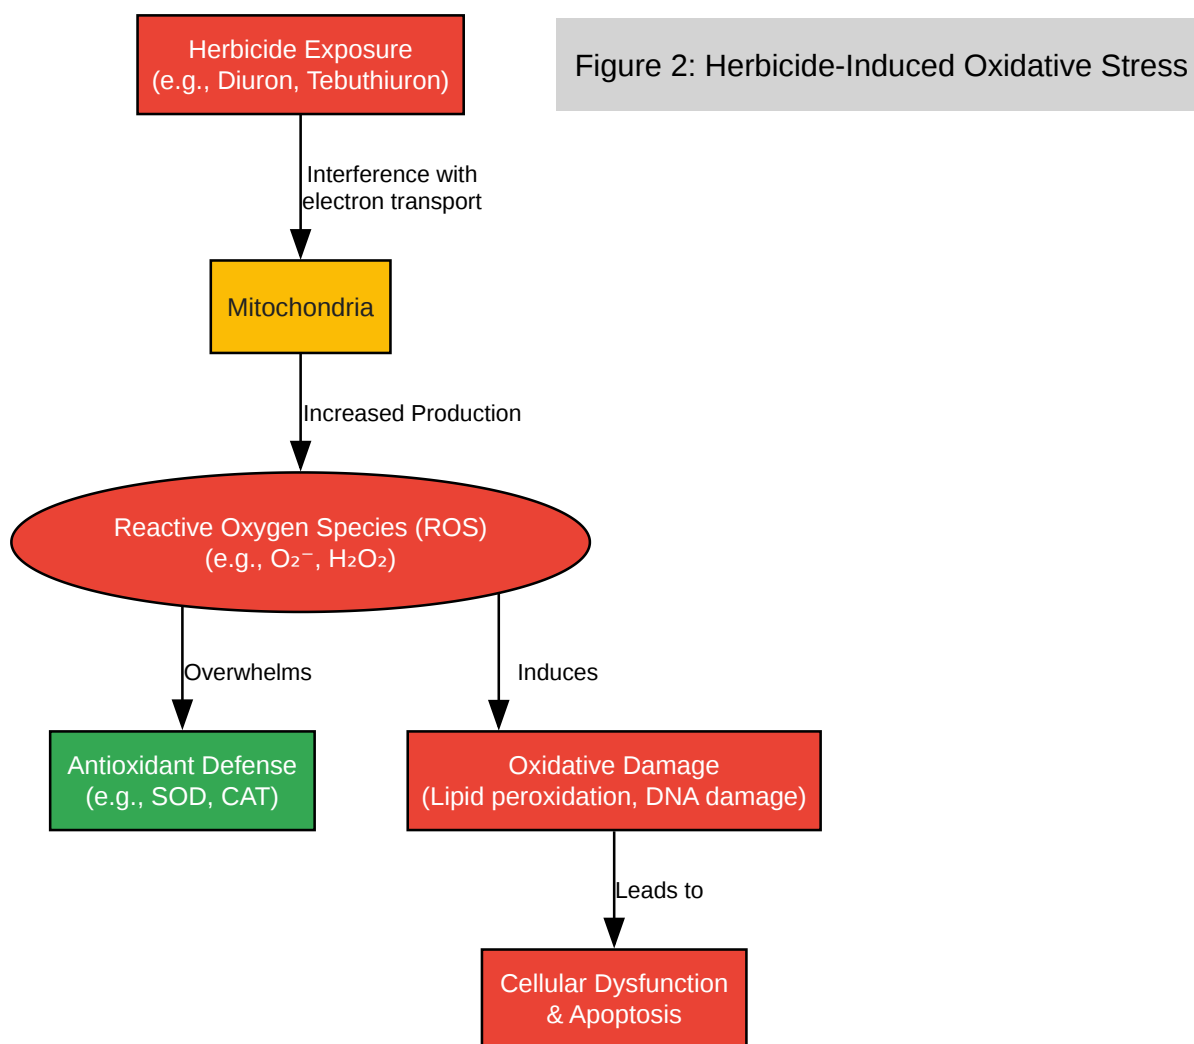 Herbicide Exposure
(e.g., Diuron, Tebuthiuron)
Figure 2: Herbicide-Induced Oxidative Stress
Interference with
electron transport
Mitochondria
Increased Production
Reactive Oxygen Species (ROS)
(e.g., O₂⁻, H₂O₂)
Overwhelms
Induces
Antioxidant Defense
(e.g., SOD, CAT)
Oxidative Damage
(Lipid peroxidation, DNA damage)
Leads to
Cellular Dysfunction
& Apoptosis